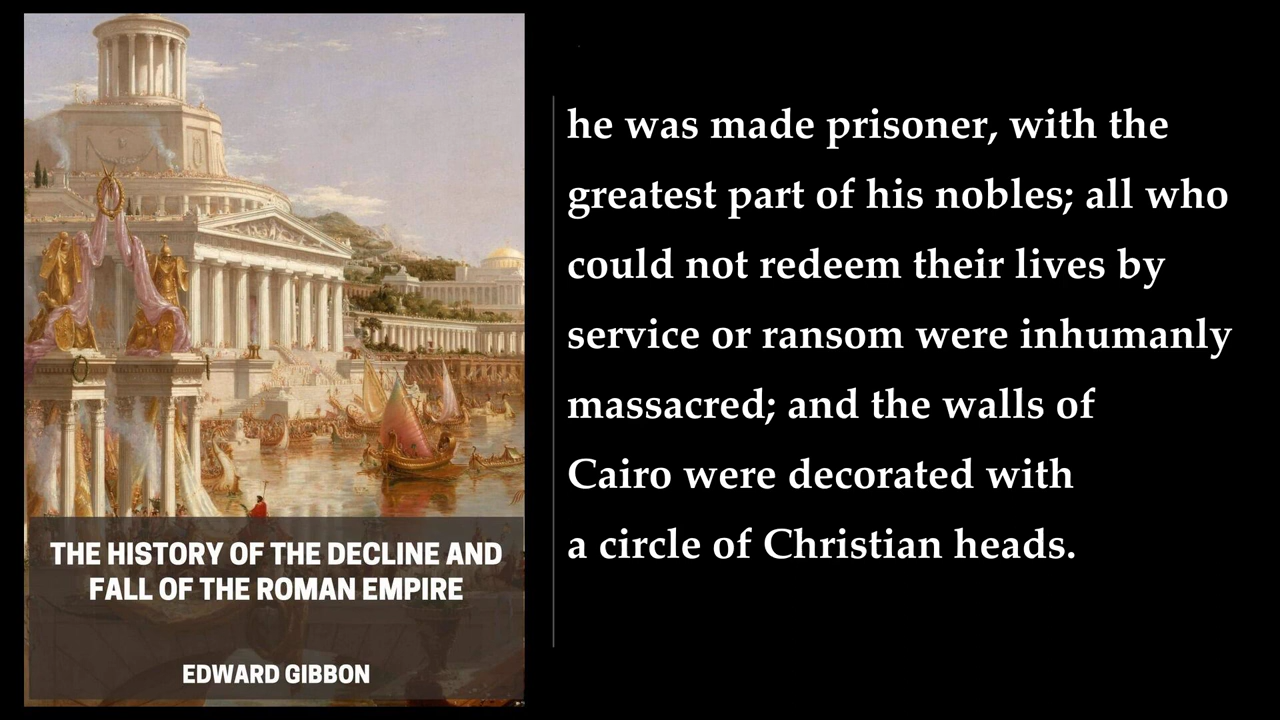 THE HISTORY OF THE DECLINE AND
FALL OF THE ROMAN EMPIRE
EDWARD GIBBON
he was made prisoner, with the
greatest part of his nobles; all who
could not redeem their lives by
service or ransom were inhumanly
massacred; and the walls of
Cairo were decorated with
a circle of Christian heads.